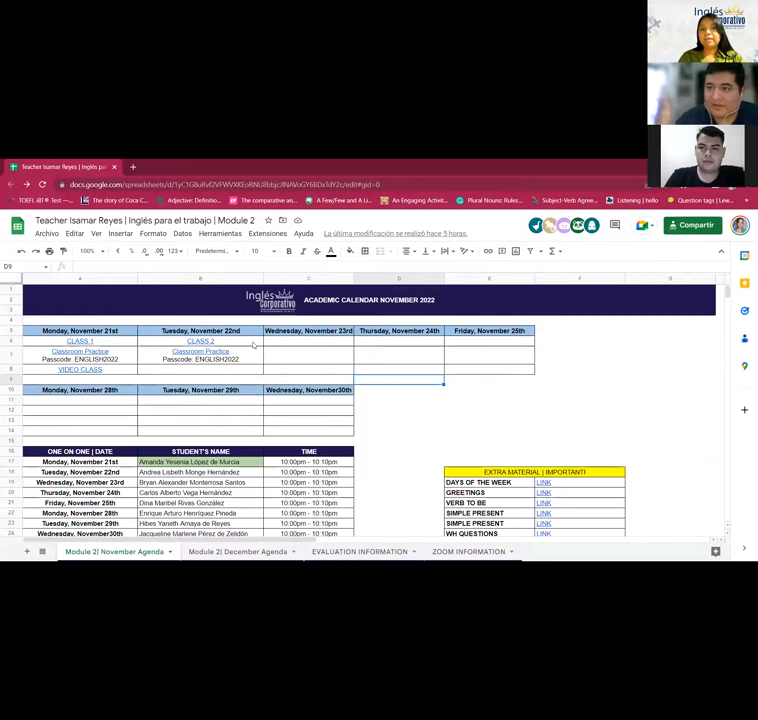 Inglés
Corporativo
Teacher Isamar Reyes | Inglés pa
docs.google.com/spreadsheets/d/
TOEFL iBT® Test
The story of Coca C
Adjective: Definitio...
The comparative an
A Few/Few and A Li...
An Engaging Activit...
Plural Nouns: Rules...
Subject-Verb Agree...
Listening | hello
Question tags | Lew...
Teacher Isamar Reyes | Inglés para el trabajo | Module 2
Archivo Editar Ver Insertar Formato Datos Herramientas Extensiones Ayuda La última modificación se realizó hace 5 horas.
Compartir
100% € % .0 .00 123 Predetermi... 10
D9 fx
A B C D E F G
Inglés
Corporativo
ACADEMIC CALENDAR NOVEMBER 2022
Monday, November 21st Tuesday, November 22nd Wednesday, November 23rd Thursday, November 24th Friday, November 25th
CLASS 1 CLASS 2
Classroom Practice Classroom Practice
Passcode: ENGLISH2022 Passcode: ENGLISH2022
VIDEO CLASS
Monday, November 28th Tuesday, November 29th Wednesday, November30th
ONE ON ONE | DATE STUDENT'S NAME TIME
Monday, November 21st Amanda Yesenia López de Murcia 10:00pm - 10:10pm
Tuesday, November 22nd Andrea Lisbeth Monge Hernández 10:00pm - 10:10pm EXTRA MATERIAL | IMPORTANT!
Wednesday, November 23rd Bryan Alexander Monterrosa Santos 10:00pm - 10:10pm DAYS OF THE WEEK LINK
Thursday, November 24th Carlos Alberto Vega Hernández 10:00pm - 10:10pm GREETINGS LINK
Friday, November 25th Dina Maribel Rivas González 10:00pm - 10:10pm VERB TO BE LINK
Monday, November 28th Enrique Arturo Henríquez Pineda 10:00pm - 10:10pm SIMPLE PRESENT LINK
Tuesday, November 29th Hibes Yaneth Amaya de Reyes 10:00pm - 10:10pm SIMPLE PRESENT LINK
Wednesday, November30th Jacqueline Marlene Pérez de Zelidón 10:00pm - 10:10pm WH QUESTIONS LINK
Module 2| November Agenda Module 2| December Agenda EVALUATION INFORMATION ZOOM INFORMATION